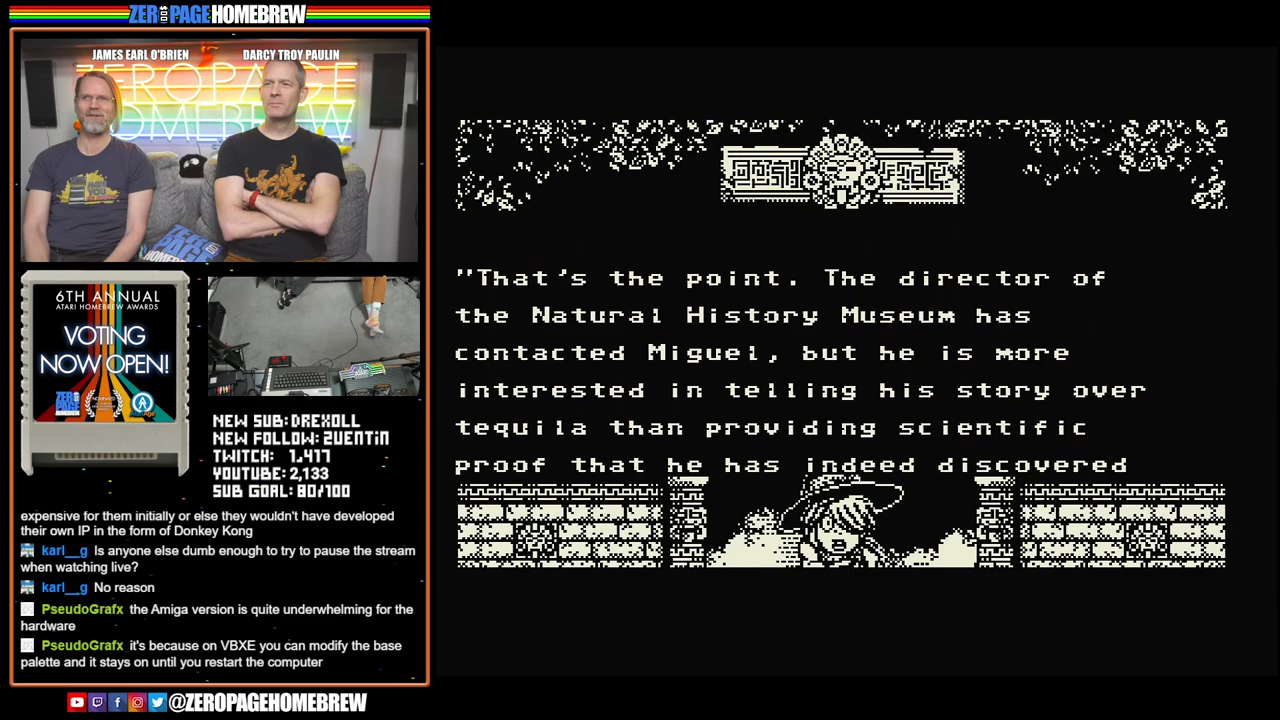 ZEROPAGEHOMEBREW
JAMES EARL O'BRIEN
DARCY TROY PAULIN
ZEROPAGE
HOMEBREW
6TH ANNUAL
ATARI HOMEBREW AWARDS
VOTING
NOW OPEN!
NEW SUB: DREXOLL
NEW FOLLOW: ZUENTIN
TWITCH: 1,417
YOUTUBE: 2,133
SUB GOAL: 80/100
expensive for them initially or else they wouldn't have developed
their own IP in the form of Donkey Kong
karl__g Is anyone else dumb enough to try to pause the stream
when watching live?
karl__g No reason
PseudoGrafx the Amiga version is quite underwhelming for the
hardware
PseudoGrafx it's because on VBXE you can modify the base
palette and it stays on until you restart the computer
@ZEROPAGEHOMEBREW
"That's the point. The director of
the Natural History Museum has
contacted Miguel, but he is more
interested in telling his story over
tequila than providing scientific
proof that he has indeed discovered